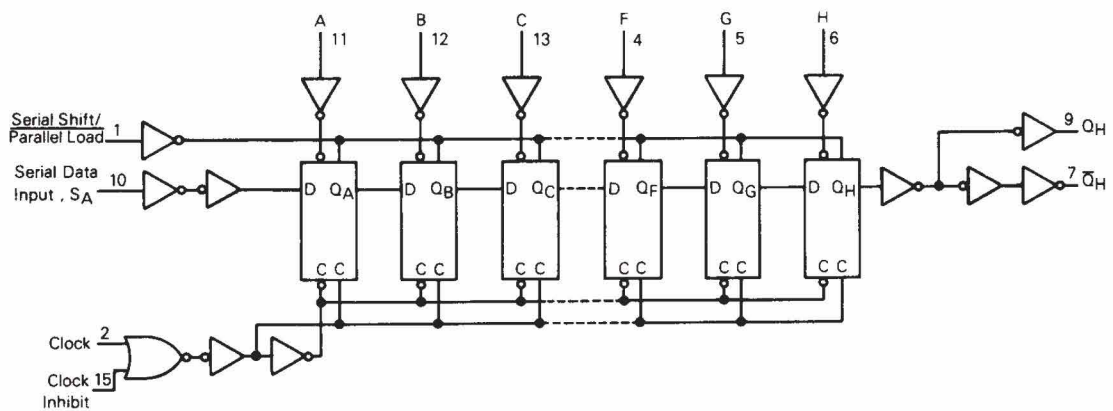 A B C F G H
11 12 13 4 5 6
Serial Shift/
Parallel Load 1
9 QH
Serial Data
Input , SA 10
D QA D QB D QC D QF D QG D QH
7 Q̅H
C C C C C C C C C C C C
Clock 2
Clock 15
Inhibit